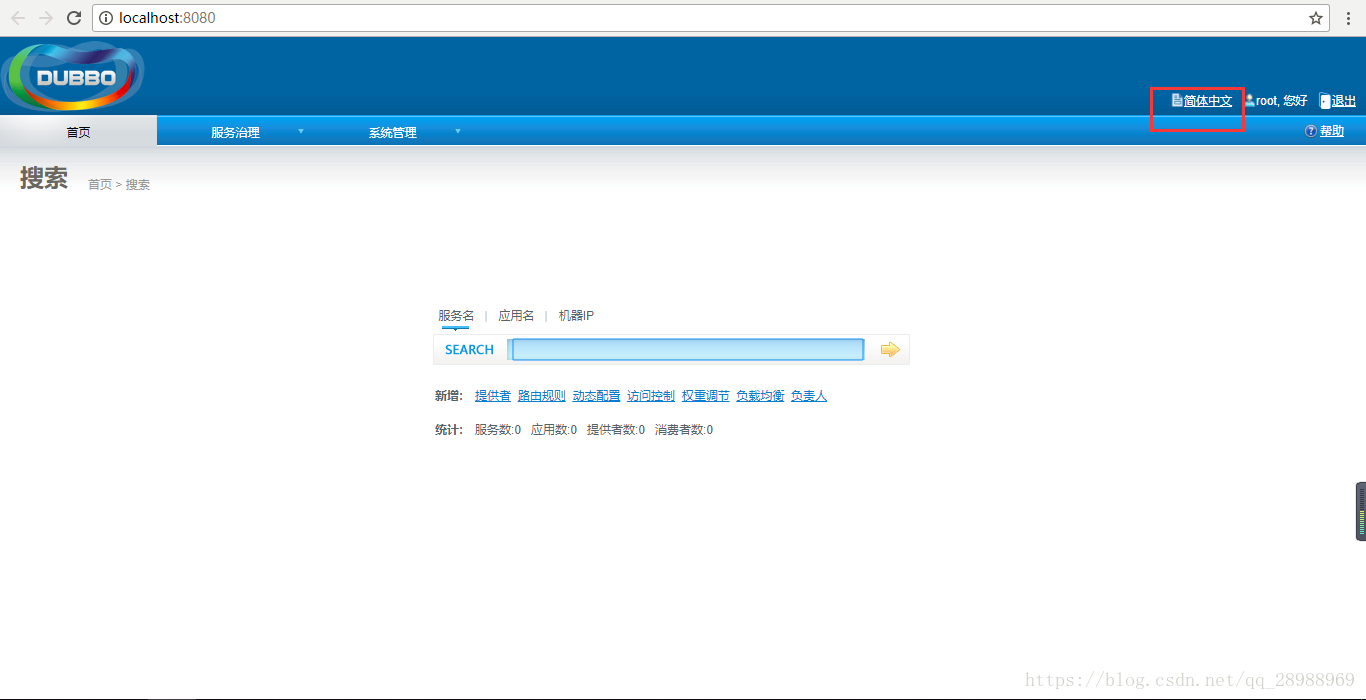 localhost:8080
DUBBO
简体中文 root, 您好 退出
首页 服务治理 系统管理 帮助
搜索 首页 > 搜索
服务名 | 应用名 | 机器IP
SEARCH
新增: 提供者 路由规则 动态配置 访问控制 权重调节 负载均衡 负责人
统计: 服务数:0 应用数:0 提供者数:0 消费者数:0
https://blog.csdn.net/qq_28988969